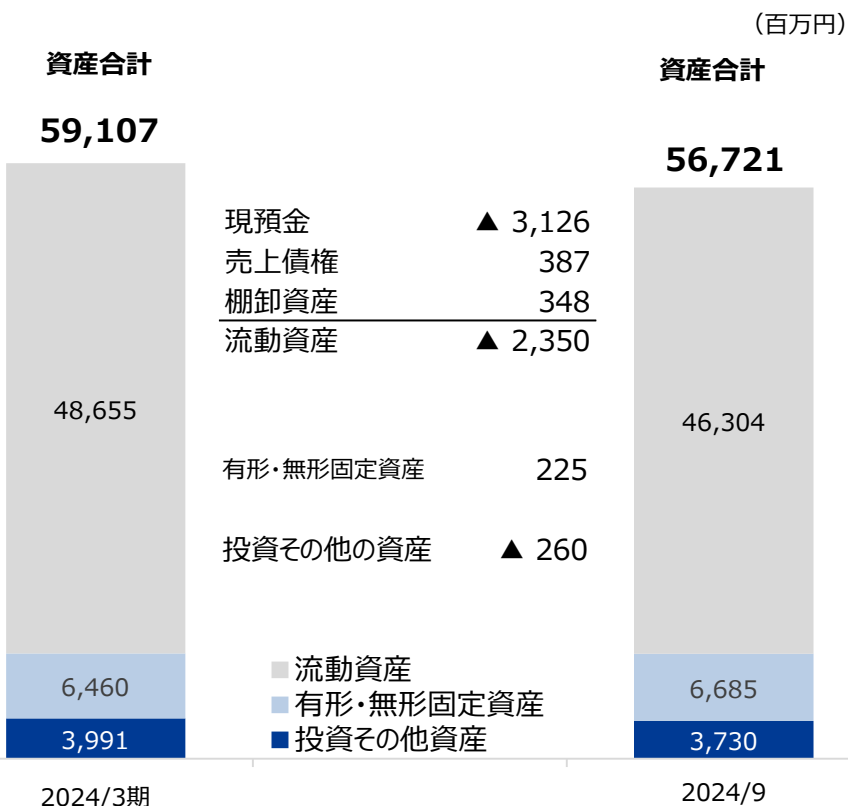 （百万円）
資産合計
資産合計
59,107
56,721
現預金 ▲ 3,126
売上債権 387
棚卸資産 348
流動資産 ▲ 2,350
48,655
46,304
有形・無形固定資産 225
投資その他の資産 ▲ 260
流動資産
6,460
6,685
有形・無形固定資産
3,991
投資その他資産
3,730
2024/3期
2024/9